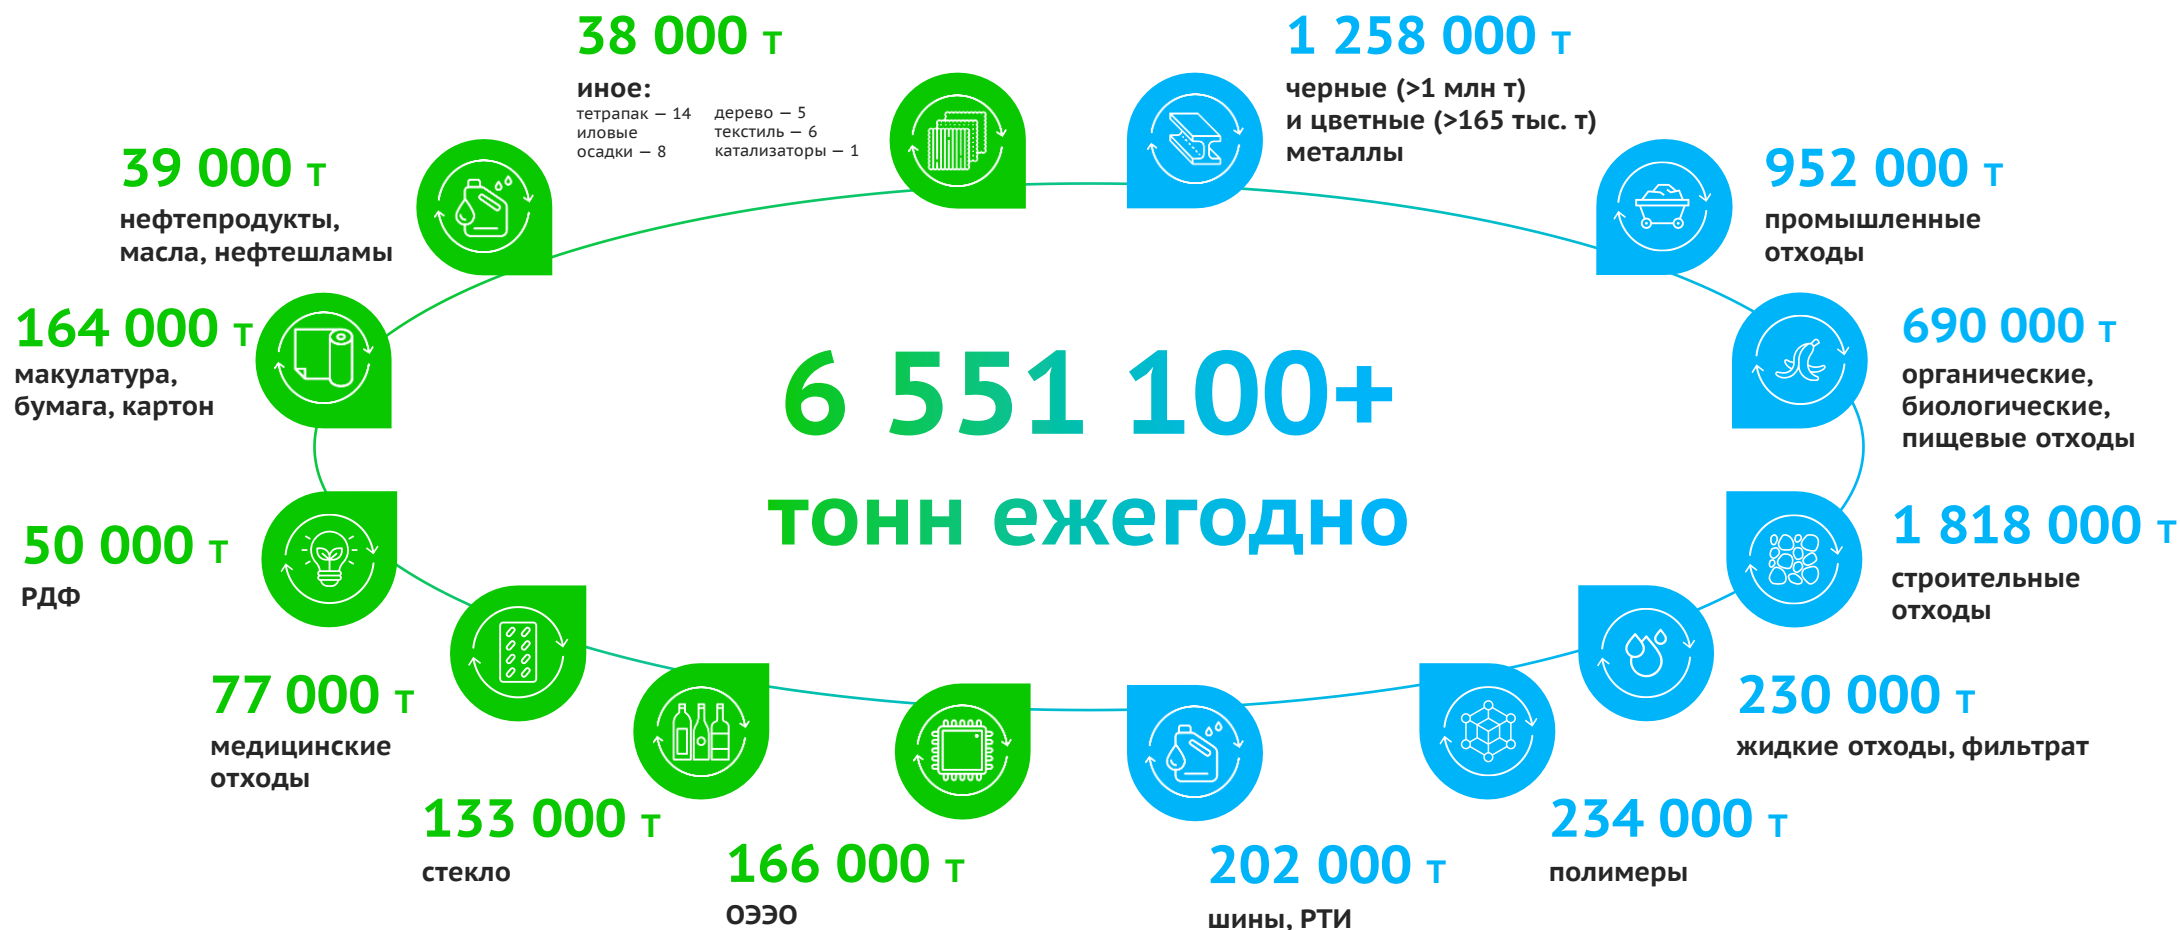 38 000 т
иное:
тетрапак – 14
иловые
осадки – 8
дерево – 5
текстиль – 6
катализаторы – 1
1 258 000 т
черные (>1 млн т)
и цветные (>165 тыс. т)
металлы
39 000 т
нефтепродукты,
масла, нефтешламы
952 000 т
промышленные
отходы
164 000 т
макулатура,
бумага, картон
690 000 т
органические,
биологические,
пищевые отходы
6 551 100+
тонн ежегодно
50 000 т
РДФ
1 818 000 т
строительные
отходы
77 000 т
медицинские
отходы
230 000 т
жидкие отходы, фильтрат
133 000 т
стекло
234 000 т
полимеры
166 000 т
ОЭЭО
202 000 т
шины, РТИ